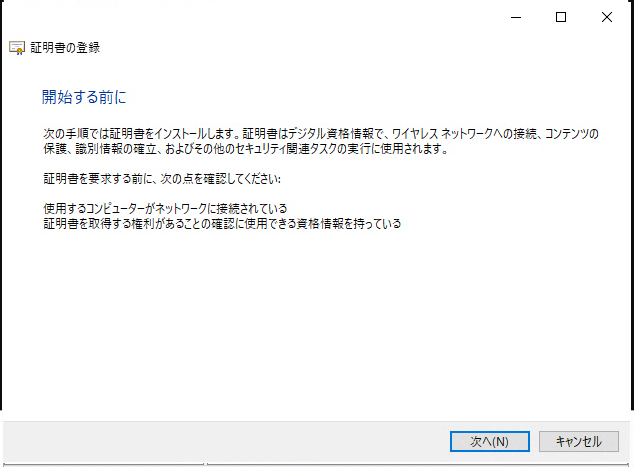 証明書の登録
開始する前に
次の手順では証明書をインストールします。証明書はデジタル資格情報で、ワイヤレス ネットワークへの接続、コンテンツの
保護、識別情報の確立、およびその他のセキュリティ関連タスクの実行に使用されます。
証明書を要求する前に、次の点を確認してください:
使用するコンピューターがネットワークに接続されている
証明書を取得する権利があることの確認に使用できる資格情報を持っている
次へ(N)
キャンセル